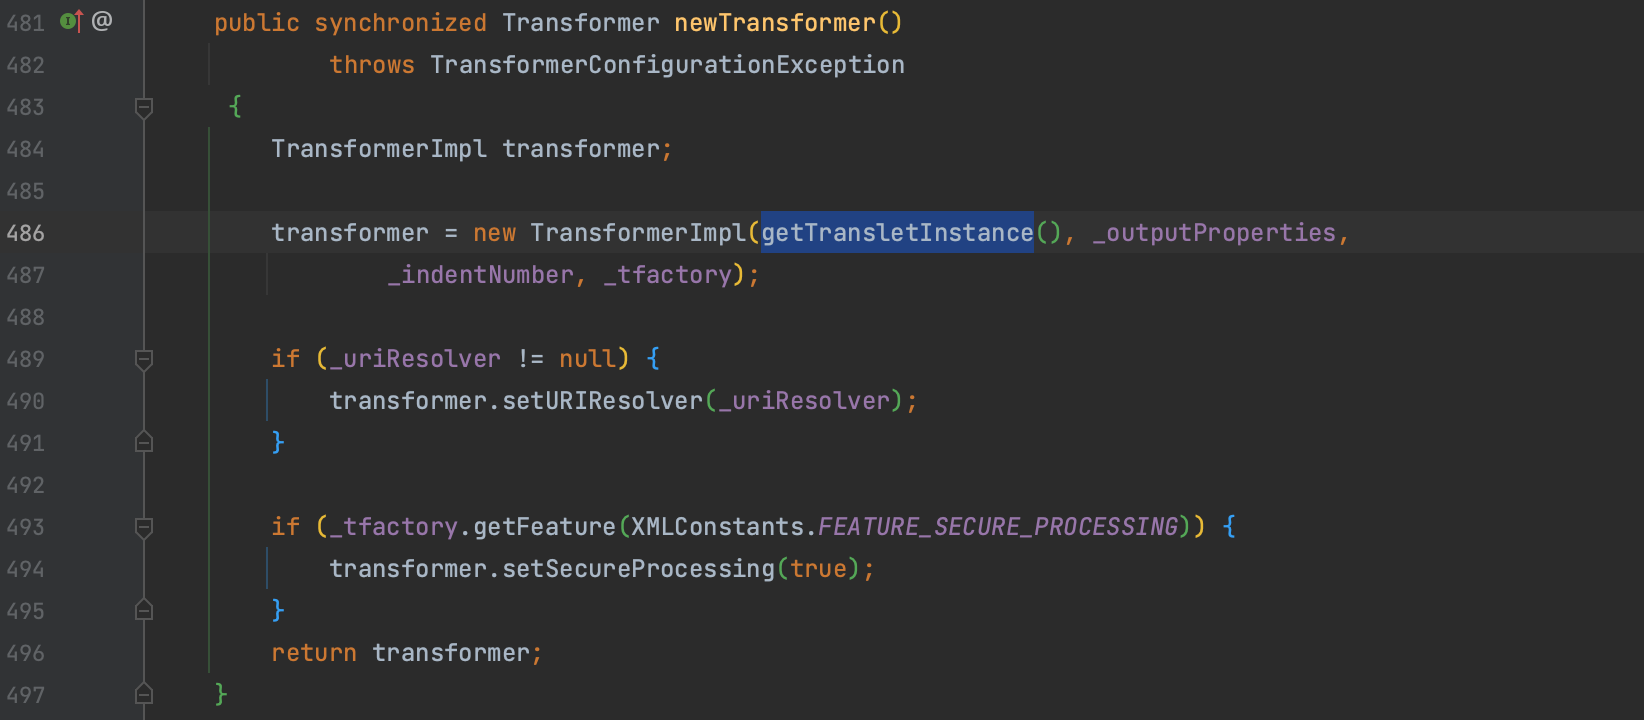 481 @ public synchronized Transformer newTransformer()
482 throws TransformerConfigurationException
483 {
484 TransformerImpl transformer;
485
486 transformer = new TransformerImpl(getTransletInstance(), _outputProperties,
487 _indentNumber, _tfactory);
488
489 if (_uriResolver != null) {
490 transformer.setURIResolver(_uriResolver);
491 }
492
493 if (_tfactory.getFeature(XMLConstants.FEATURE_SECURE_PROCESSING)) {
494 transformer.setSecureProcessing(true);
495 }
496 return transformer;
497 }